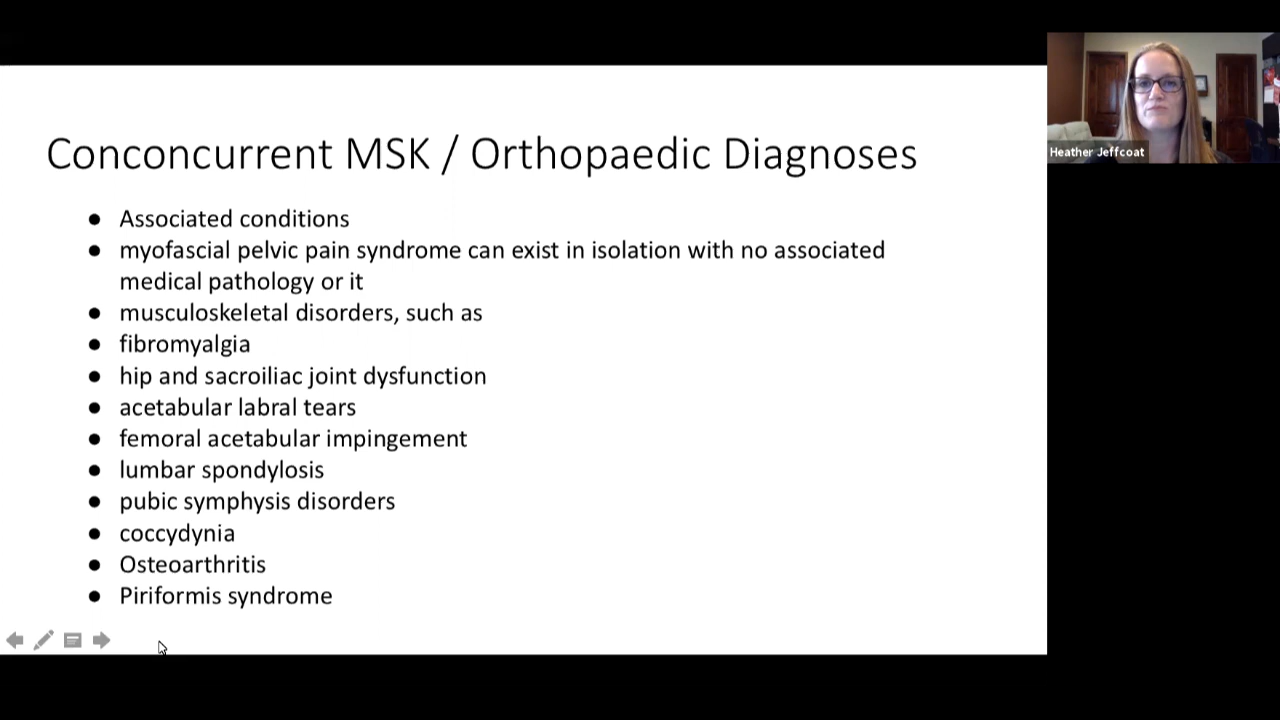 Conconcurrent MSK / Orthopaedic Diagnoses
● Associated conditions
● myofascial pelvic pain syndrome can exist in isolation with no associated
medical pathology or it
● musculoskeletal disorders, such as
● fibromyalgia
● hip and sacroiliac joint dysfunction
● acetabular labral tears
● femoral acetabular impingement
● lumbar spondylosis
● pubic symphysis disorders
● coccydynia
● Osteoarthritis
● Piriformis syndrome
Heather Jeffcoat